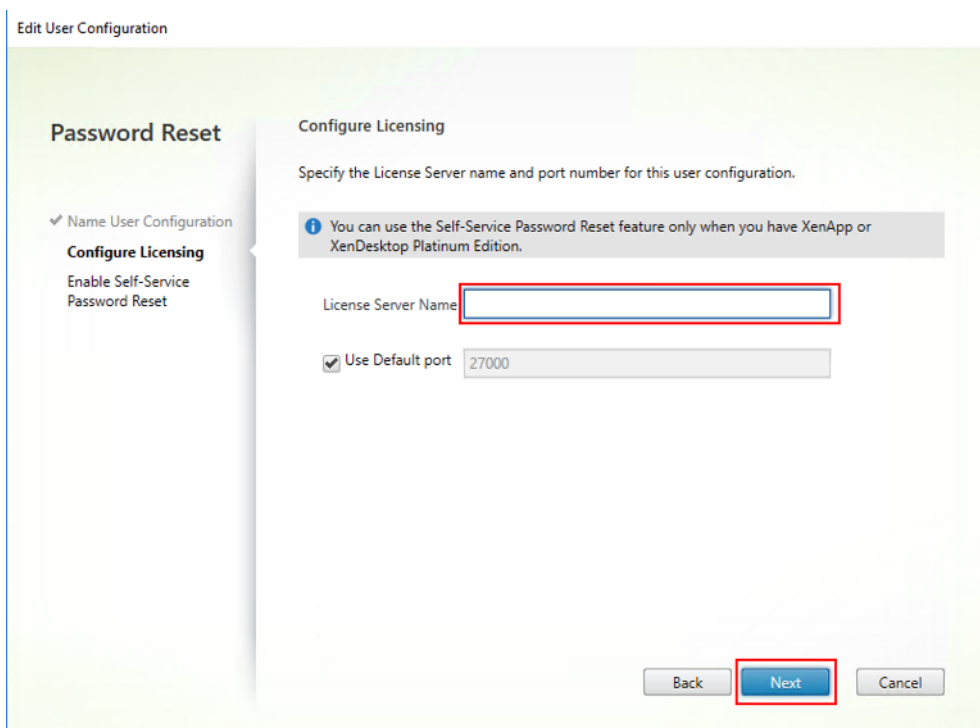 Edit User Configuration
Password Reset
Name User Configuration
Configure Licensing
Enable Self-Service
Password Reset
Configure Licensing
Specify the License Server name and port number for this user configuration.
You can use the Self-Service Password Reset feature only when you have XenApp or
XenDesktop Platinum Edition.
License Server Name
Use Default port
27000
Back
Next
Cancel